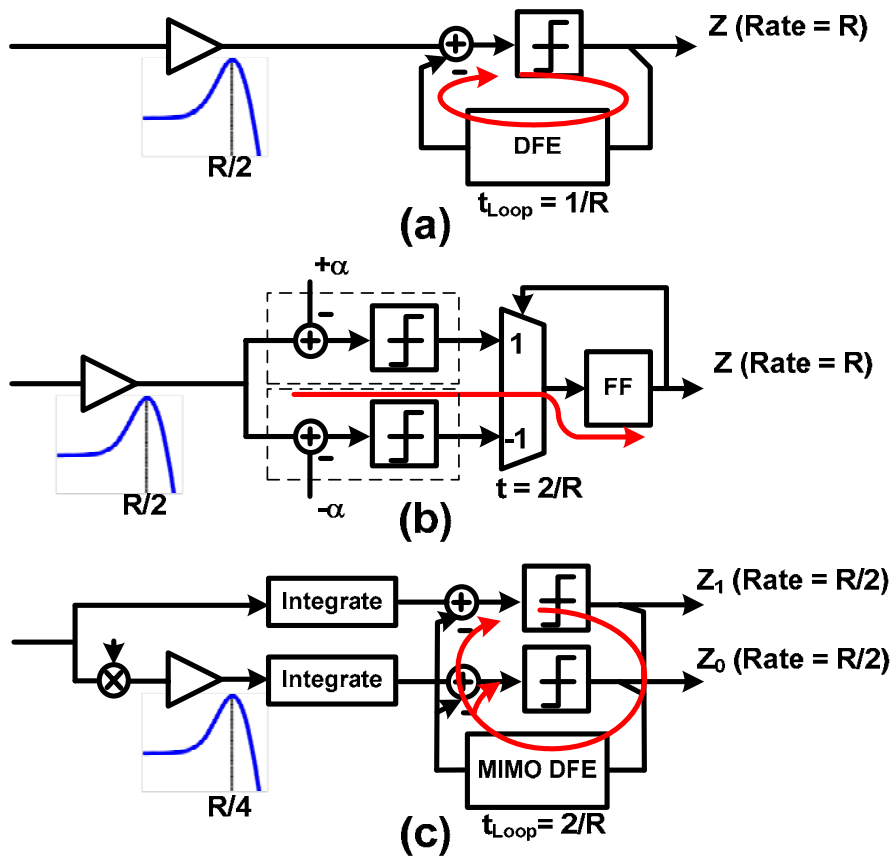 Z (Rate = R)
+
-
DFE
R/2
t_Loop = 1/R
(a)
+α
-
+
1
FF
Z (Rate = R)
+
-
-1
R/2
-α
t = 2/R
(b)
Integrate
+
-
Z₁ (Rate = R/2)
Integrate
+
-
Z₀ (Rate = R/2)
MIMO DFE
R/4
t_Loop= 2/R
(c)